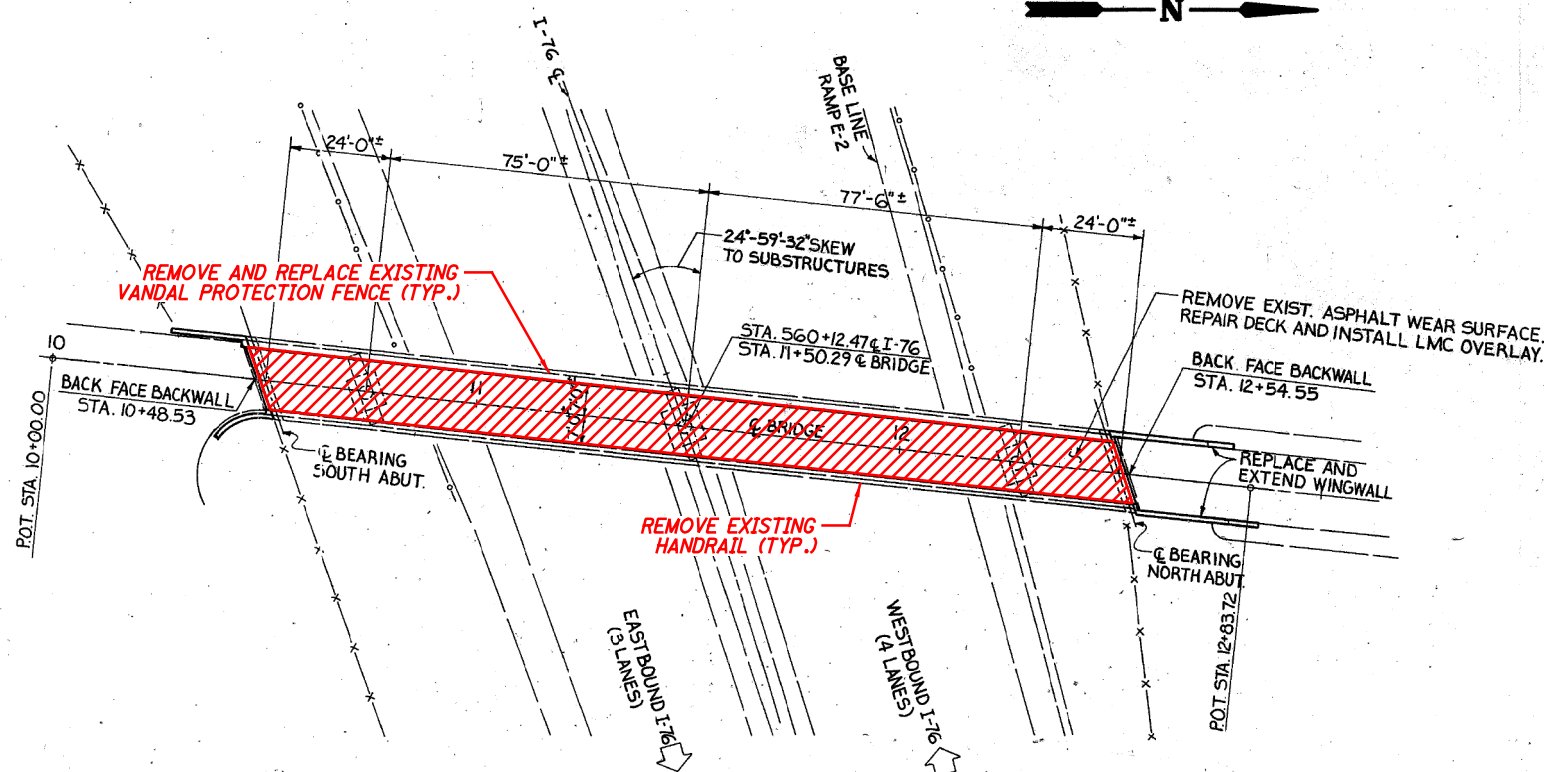 N
I-76 ℄
BASE LINE
RAMP E-2
24'-0"±
75'-0"±
77'-6"±
24'-0"±
24°-59'-32" SKEW
TO SUBSTRUCTURES
REMOVE AND REPLACE EXISTING
VANDAL PROTECTION FENCE (TYP.)
REMOVE EXIST. ASPHALT WEAR SURFACE.
REPAIR DECK AND INSTALL LMC OVERLAY.
STA. 560+12.47 ℄ I-76
STA. 11+50.29 ℄ BRIDGE
10
BACK FACE BACKWALL
STA. 10+48.53
BACK FACE BACKWALL
STA. 12+54.55
11
℄ BRIDGE
12
P.O.T. STA. 10+00.00
℄ BEARING
SOUTH ABUT.
REPLACE AND
EXTEND WINGWALL
REMOVE EXISTING
HANDRAIL (TYP.)
℄ BEARING
NORTH ABUT.
P.O.T. STA. 12+83.72
EASTBOUND I-76
(3 LANES)
WESTBOUND I-76
(4 LANES)